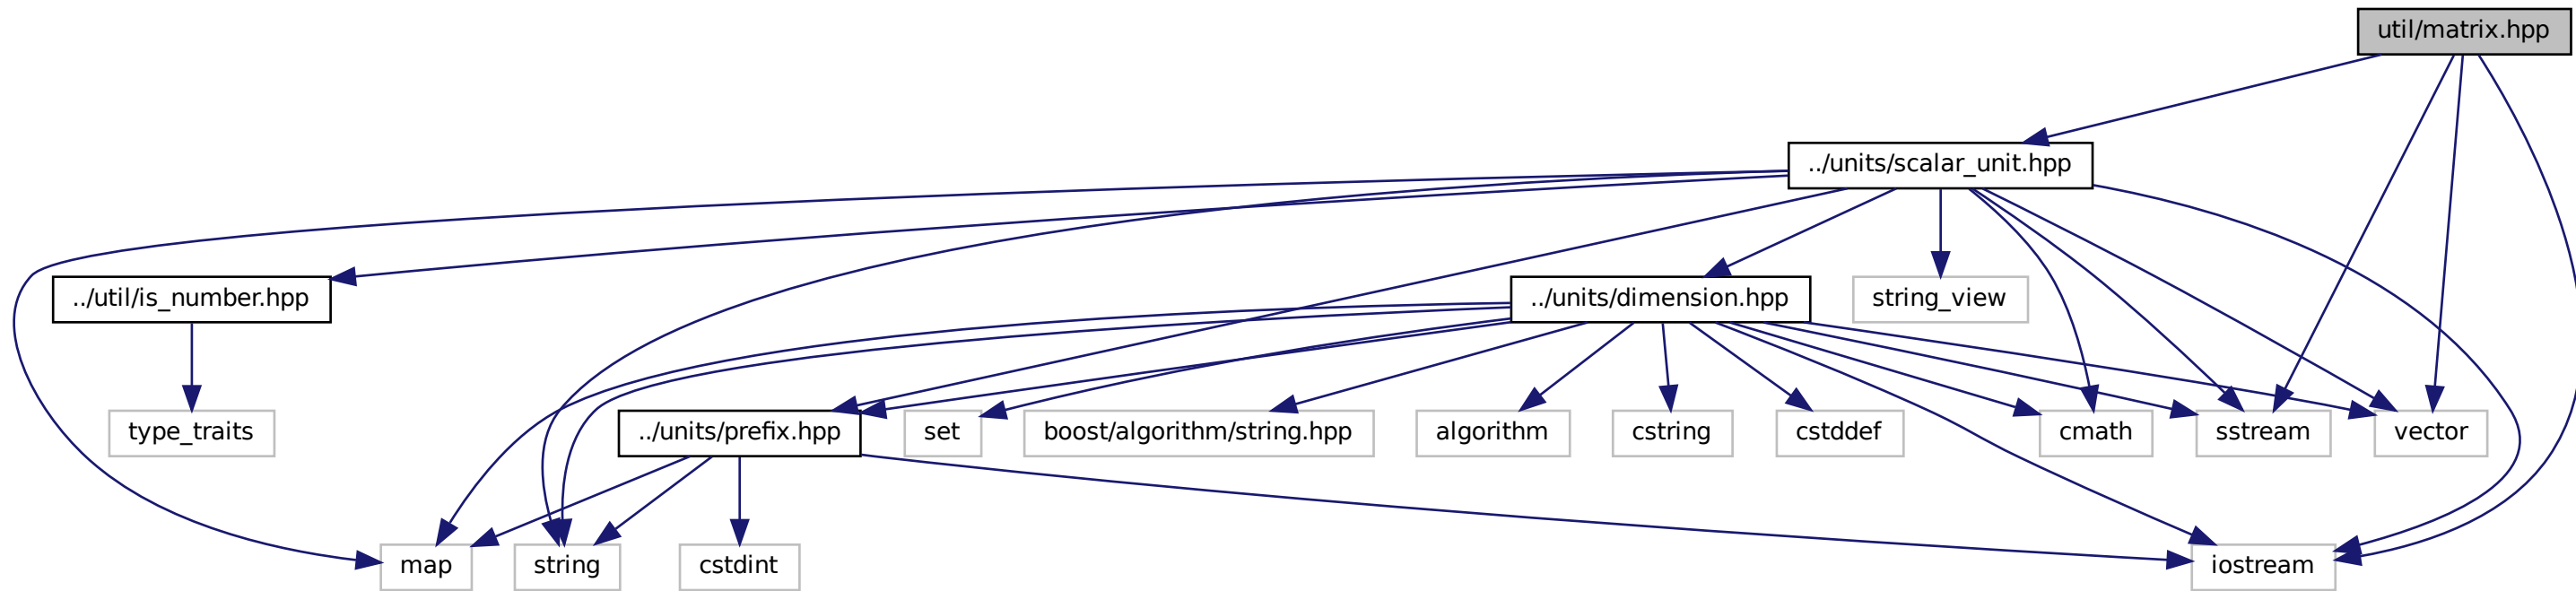 util/matrix.hpp
../units/scalar_unit.hpp
../util/is_number.hpp
../units/dimension.hpp
string_view
type_traits
../units/prefix.hpp
set
boost/algorithm/string.hpp
algorithm
cstring
cstddef
cmath
sstream
vector
map
string
cstdint
iostream